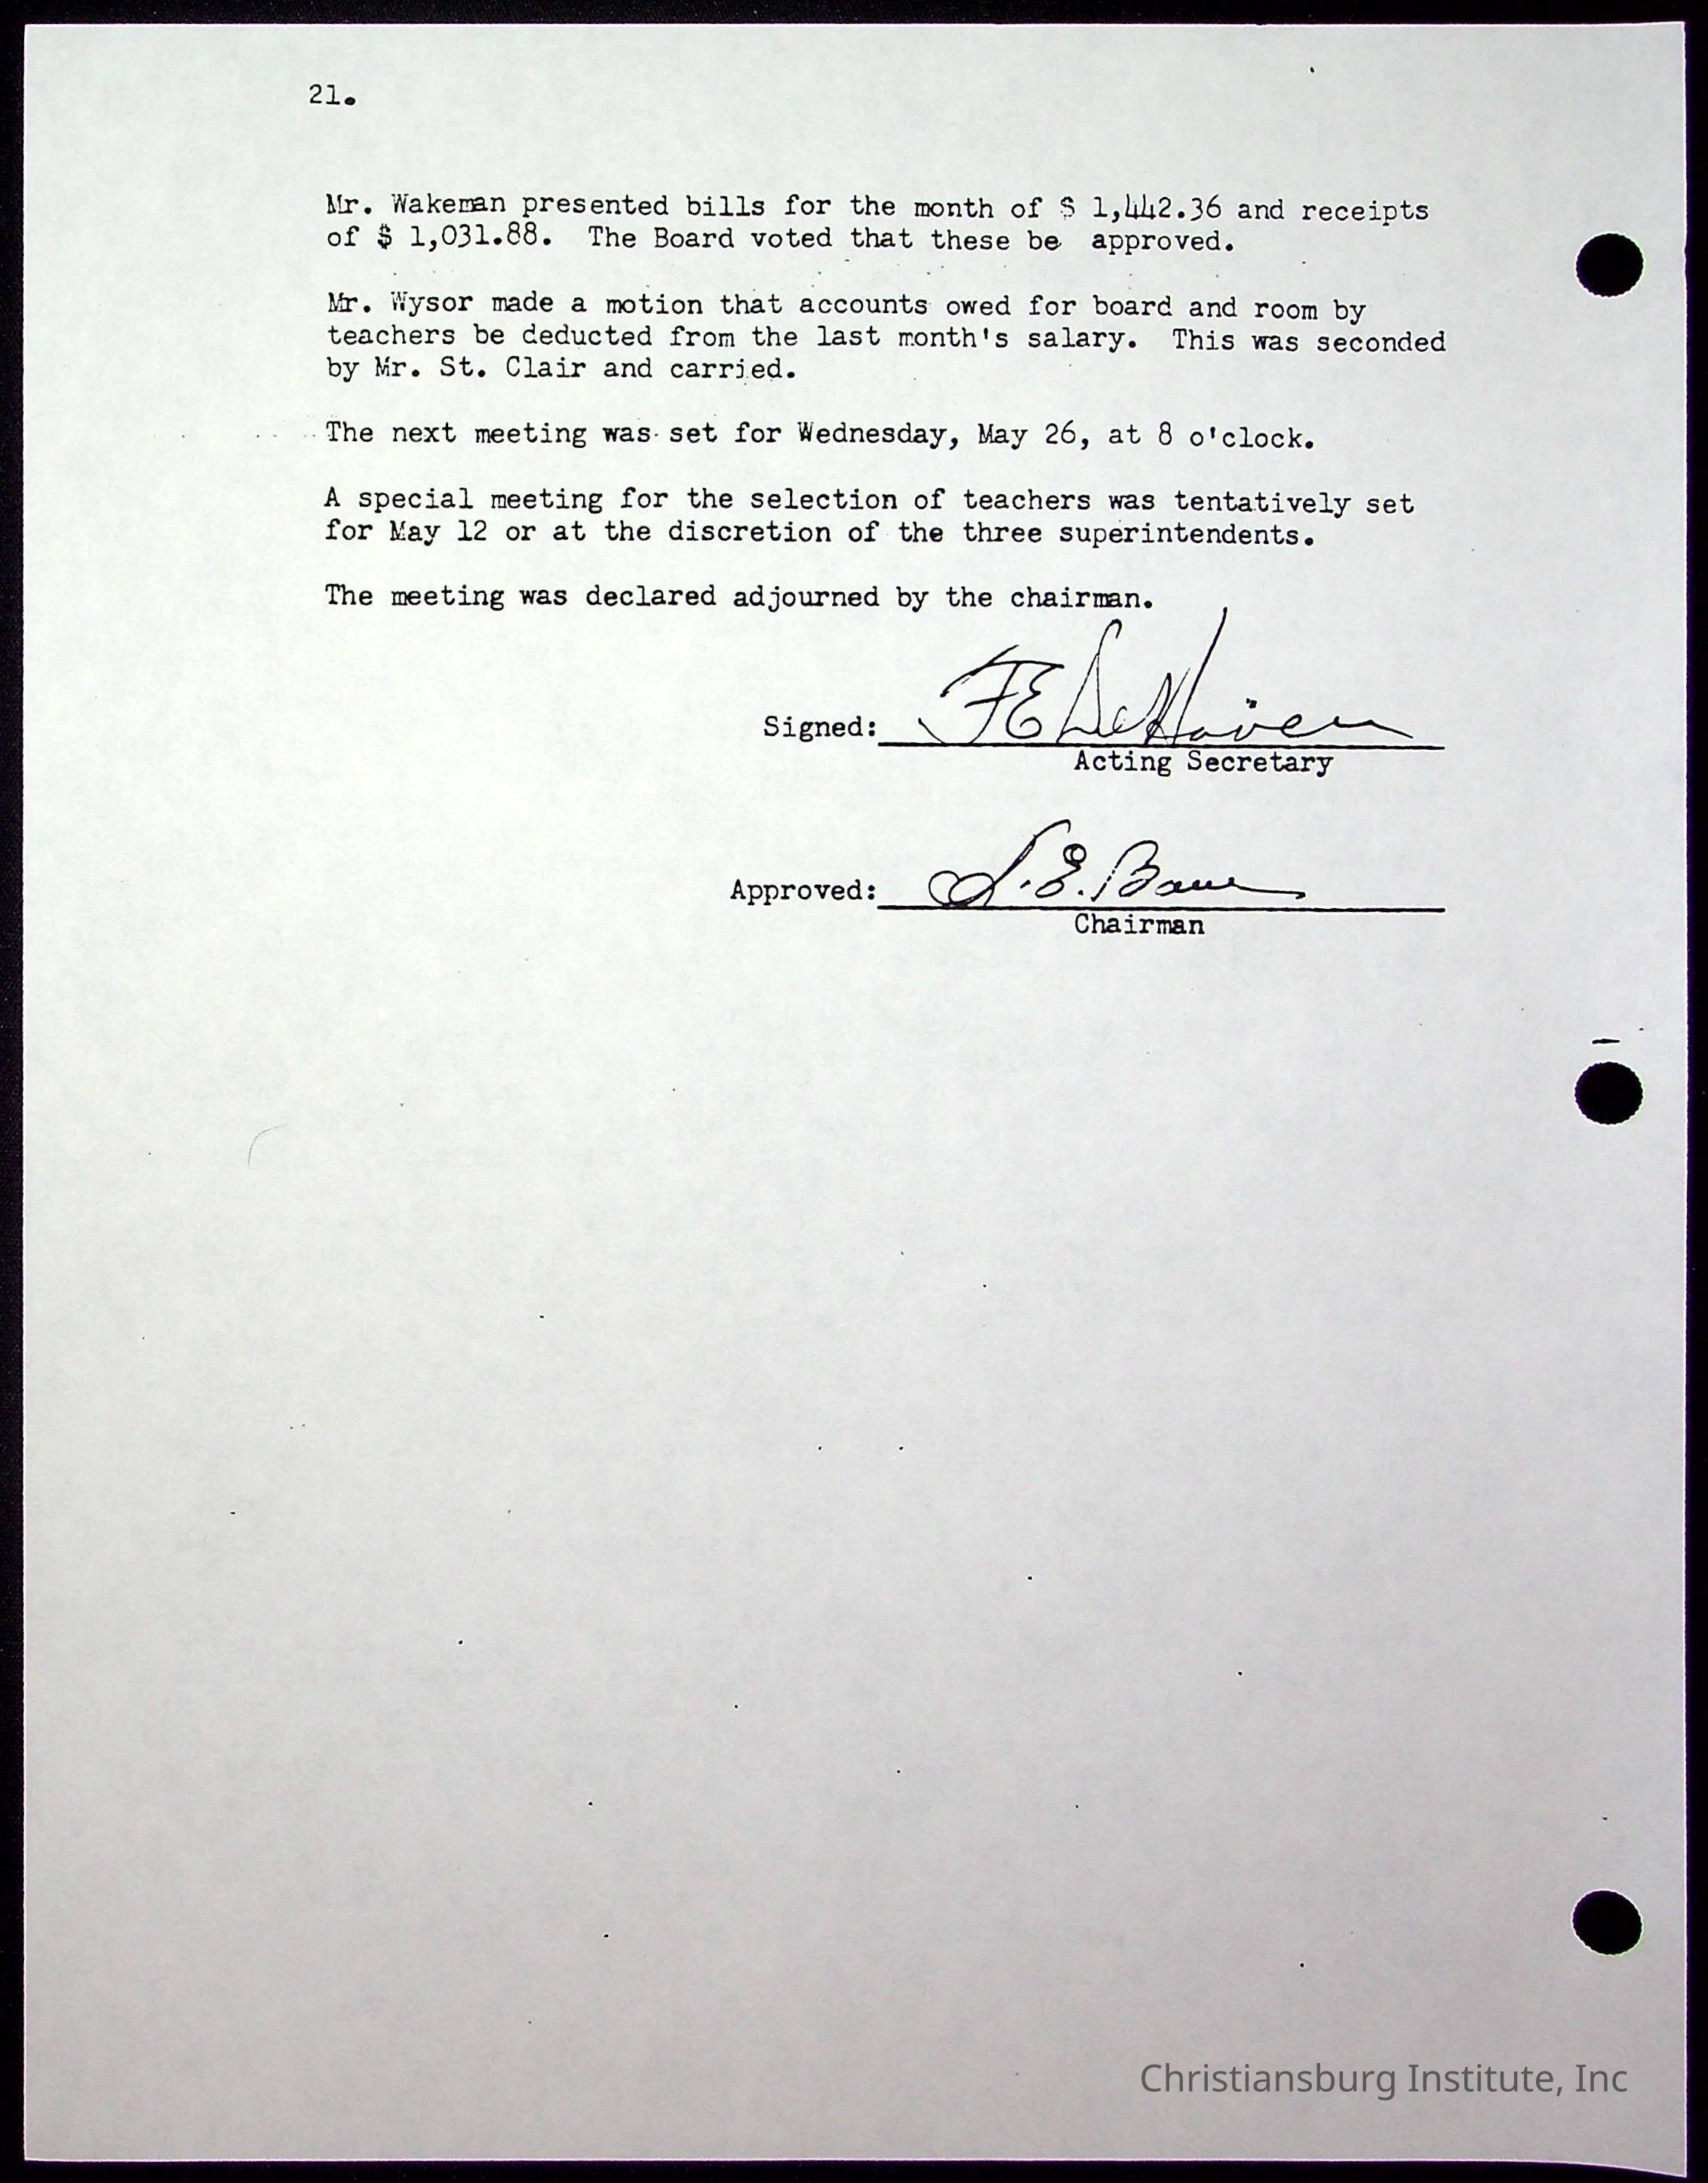 21.
Mr. Wakeman presented bills for the month of $ 1,442.36 and receipts
of $ 1,031.88. The Board voted that these be approved.
Mr. Wysor made a motion that accounts owed for board and room by
teachers be deducted from the last month's salary. This was seconded
by Mr. St. Clair and carried.
The next meeting was set for Wednesday, May 26, at 8 o'clock.
A special meeting for the selection of teachers was tentatively set
for May 12 or at the discretion of the three superintendents.
The meeting was declared adjourned by the chairman.
Signed: F E DeHaven
Acting Secretary
Approved: E.
Chairman
Christiansburg Institute, Inc